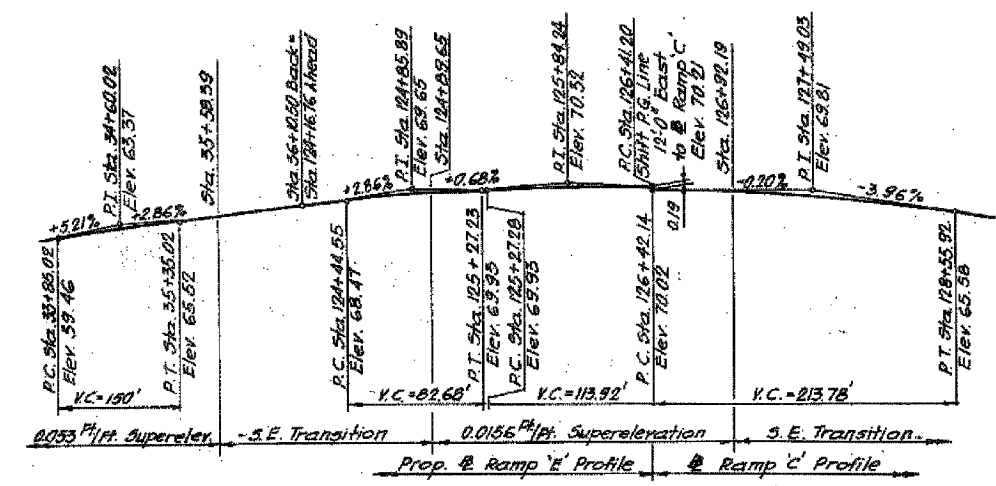 P.I. Sta. 34+60.02
Elev. 63.37
Sta. 35+58.59
Sta. 36+10.50 Back =
Sta. 124+16.76 Ahead
P.I. Sta. 124+85.89
Elev. 69.65
Sta. 124+89.65
P.I. Sta. 125+84.24
Elev. 70.32
P.C. Sta. 126+41.20
(Shift P.G. Line
12'-0" East
to ℄ Ramp 'C'
Elev. 70.21
Sta. 126+92.19
P.I. Sta. 127+49.03
Elev. 69.81
+5.21%
+2.86%
+2.86%
+0.68%
-0.20%
-3.96%
0.19
P.C. Sta. 33+85.02
Elev. 59.46
P.T. Sta. 35+35.02
Elev. 65.52
P.C. Sta. 124+44.55
Elev. 68.47
P.T. Sta. 125+27.23
Elev. 69.93
P.C. Sta. 125+27.28
Elev. 69.93
P.C. Sta. 126+42.14
Elev. 70.02
P.T. Sta. 128+55.92
Elev. 65.58
V.C.=150'
V.C.=82.68'
V.C.=113.92'
V.C.=213.78'
0.033 Ft/Ft. Superelev.
S.E. Transition
0.0156 Ft/Ft. Superelevation
S.E. Transition
Prop. ℄ Ramp 'E' Profile
℄ Ramp 'C' Profile